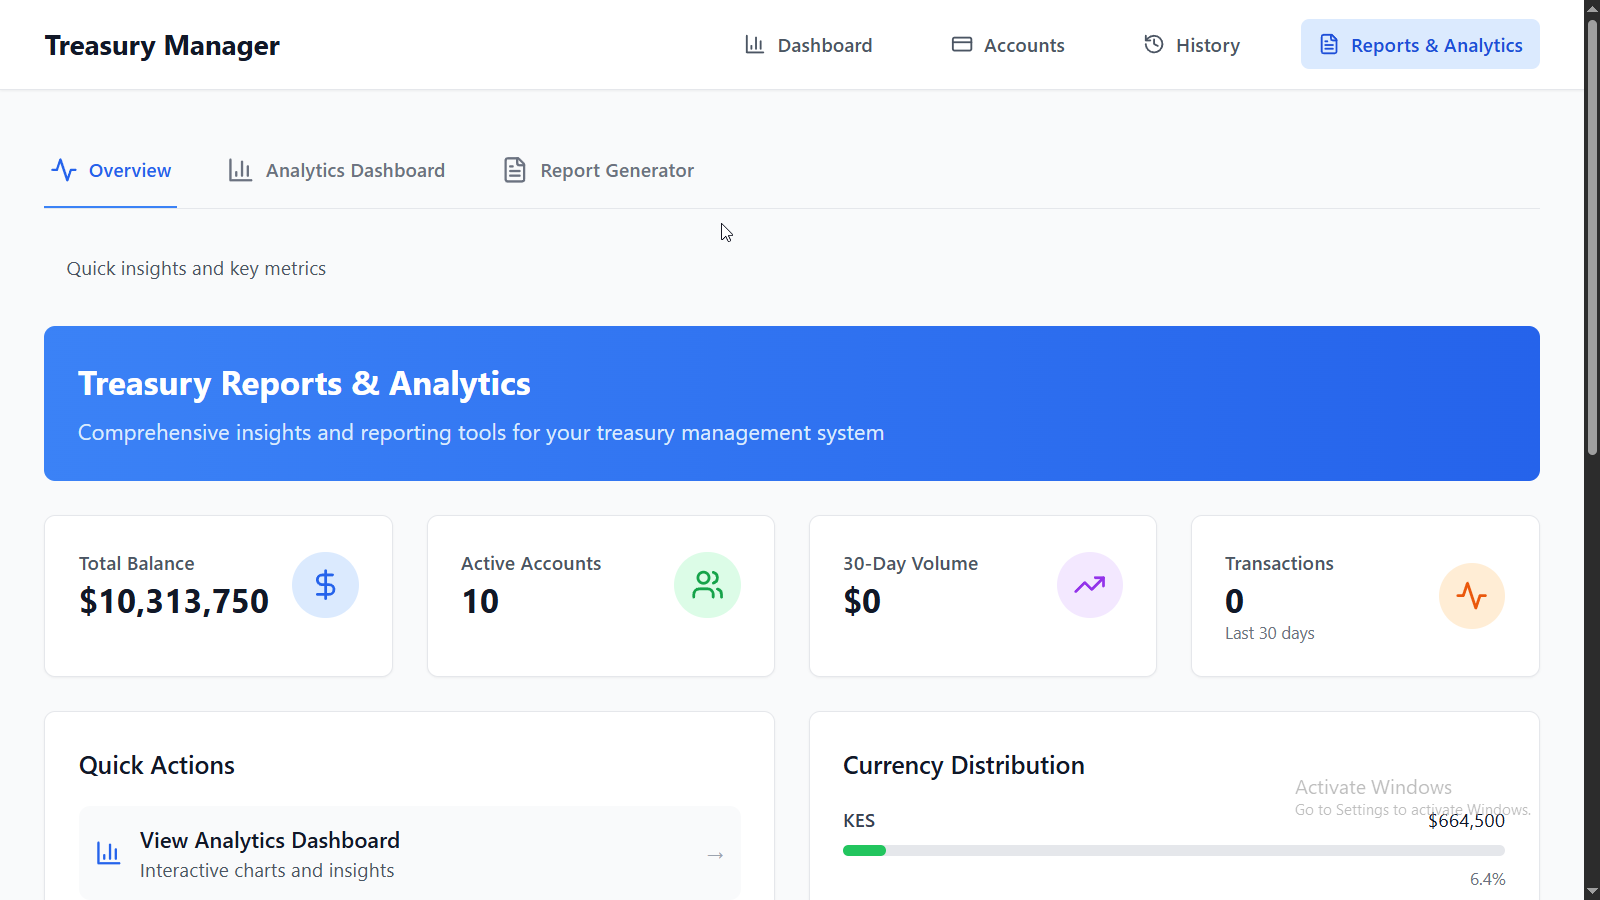 Treasury Manager
Dashboard
Accounts
History
Reports & Analytics
Overview
Analytics Dashboard
Report Generator
Quick insights and key metrics
Treasury Reports & Analytics
Comprehensive insights and reporting tools for your treasury management system
Total Balance
$10,313,750
Active Accounts
10
30-Day Volume
$0
Transactions
0
Last 30 days
Quick Actions
View Analytics Dashboard
Interactive charts and insights
→
Currency Distribution
KES
$664,500
6.4%
Activate Windows
Go to Settings to activate Windows.